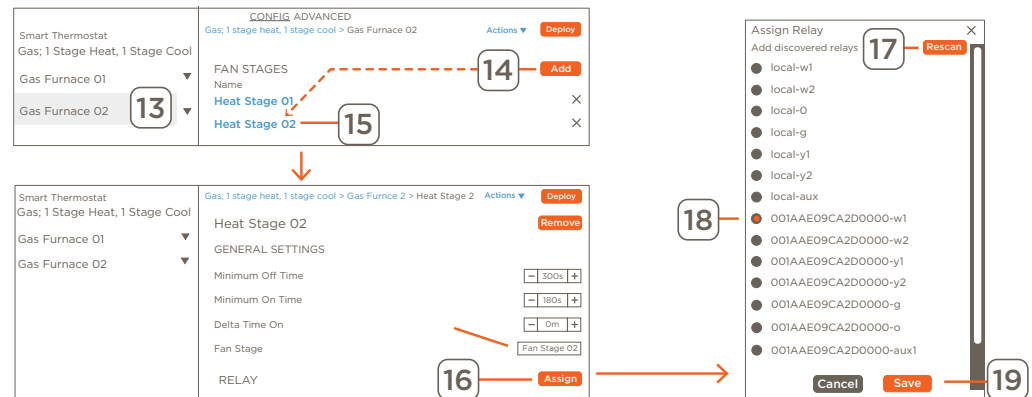 CONFIG ADVANCED
Smart Thermostat
Gas; 1 Stage Heat, 1 Stage Cool
Gas Furnace 01
Gas Furnace 02
13
Gas; 1 stage heat, 1 stage cool > Gas Furnace 02 Actions Deploy
FAN STAGES
14
Add
Name
Heat Stage 01
Heat Stage 02
15
Smart Thermostat
Gas; 1 Stage Heat, 1 Stage Cool
Gas Furnace 01
Gas Furnace 02
Gas; 1 stage heat, 1 stage cool > Gas Furnce 2 > Heat Stage 2 Actions Deploy
Heat Stage 02 Remove
GENERAL SETTINGS
Minimum Off Time − 300s +
Minimum On Time − 180s +
Delta Time On − 0m +
Fan Stage Fan Stage 02
RELAY 16 Assign
Assign Relay ×
Add discovered relays 17 Rescan
local-w1
local-w2
local-0
local-g
local-y1
local-y2
local-aux
18 001AAE09CA2D0000-w1
001AAE09CA2D0000-w2
001AAE09CA2D0000-y1
001AAE09CA2D0000-y2
001AAE09CA2D0000-g
001AAE09CA2D0000-o
001AAE09CA2D0000-aux1
Cancel Save 19